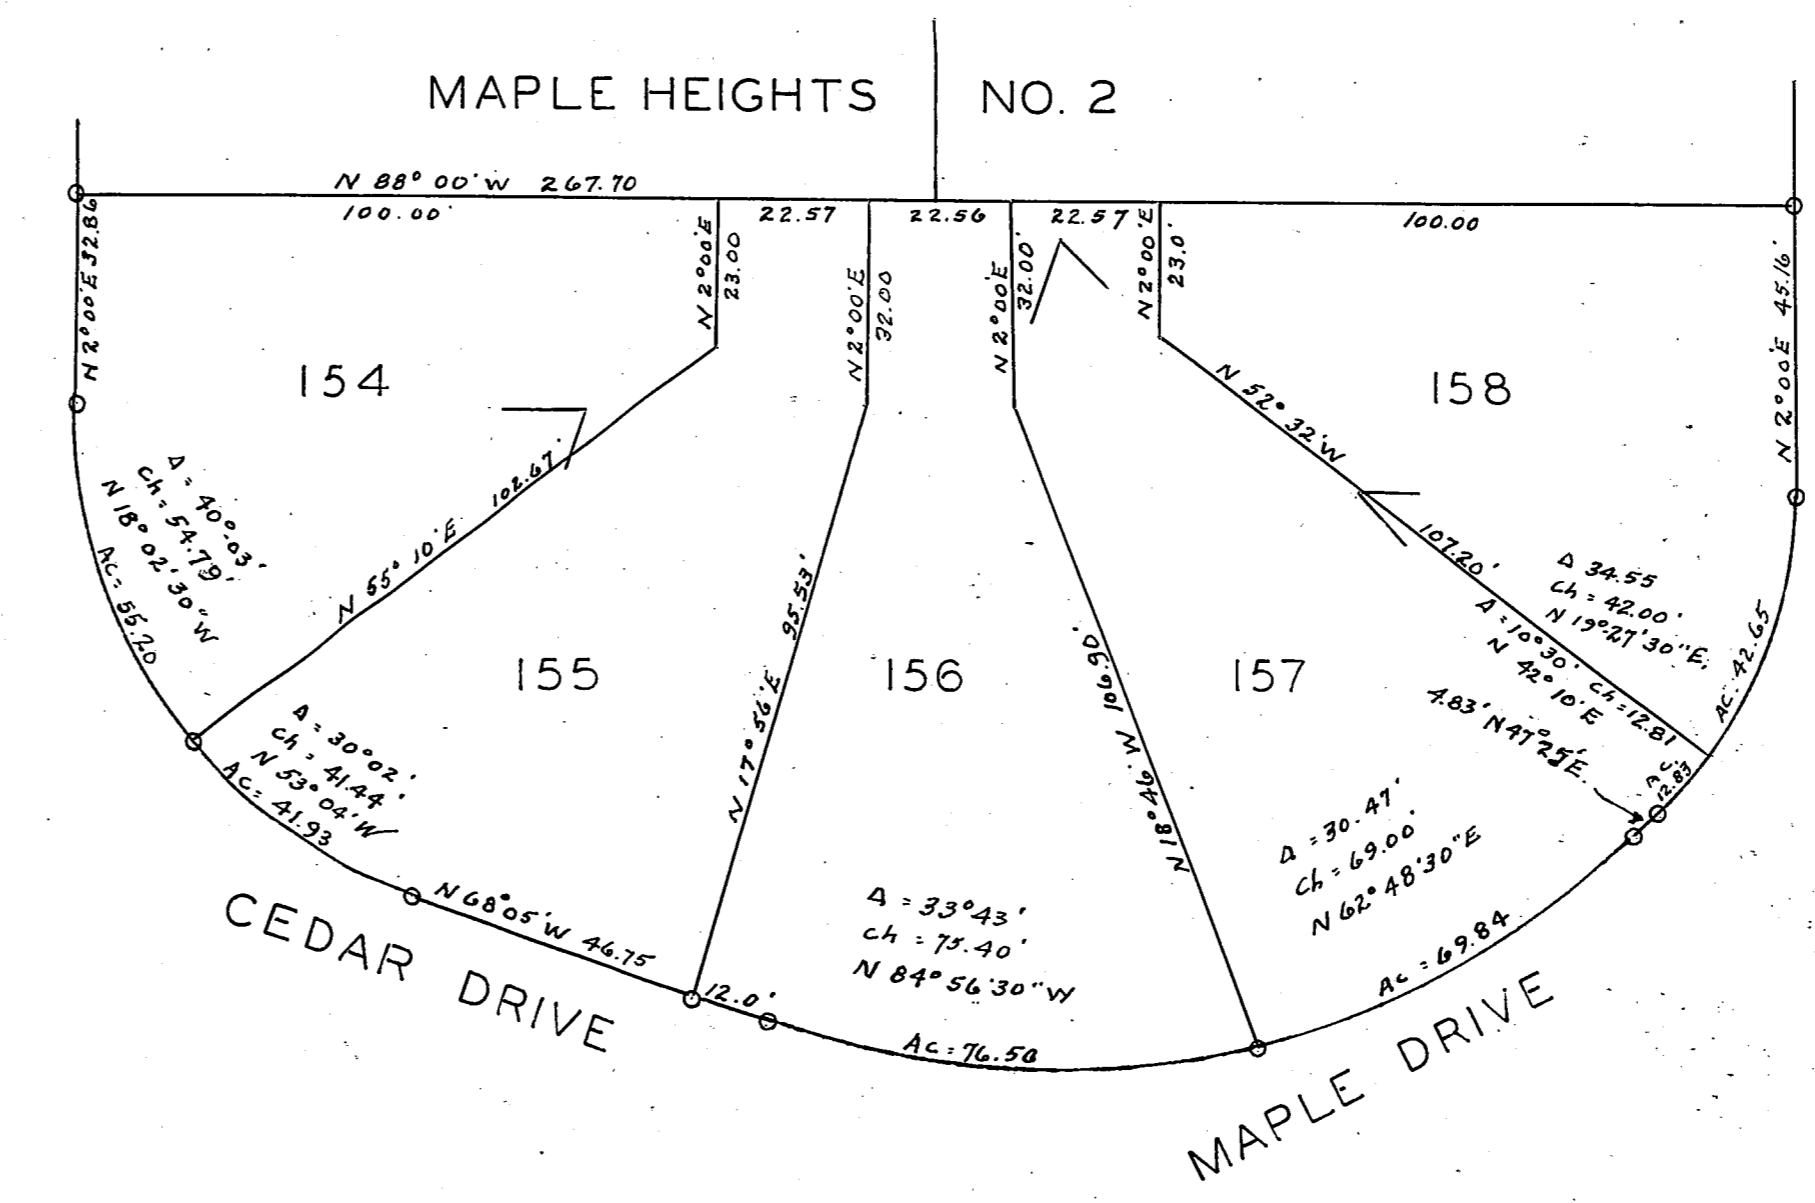 MAPLE HEIGHTS NO. 2
N 88° 00' W 267.70
100.00'
22.57
22.56
22.57
100.00
N 2°00'E 32.86
N 2°00'E
23.00
N 2°00'E
32.00
N 2°00'E
32.00'
N 2°00'E
23.0'
N 2°00'E 45.16'
154
158
Δ = 40°-03'
Ch = 54.79'
N 18° 02' 30" W
Ac = 55.20
N 55° 10' E 102.67'
N 52° 32' W
107.20'
Δ 34.55
Ch = 42.00'
N 19°-27'30" E,
Ac. 42.65
Δ = 10°30' Ch = 12.81
N 42° 10' E
4.83' N 47° 25' E.
A.C. 12.83
155
156
157
N 17° 56' E 95.53'
N 18° 46' W 106.90'
Δ = 30°02'
Ch = 41.44'
N 53° 04' W
Ac = 41.93
N 68° 05' W 46.75
12.0'
Δ = 33°43'
Ch = 75.40'
N 84° 56' 30" W
Ac = 76.50
Δ = 30.47'
Ch = 69.00'
N 62° 48' 30" E
Ac = 69.84
CEDAR DRIVE
MAPLE DRIVE